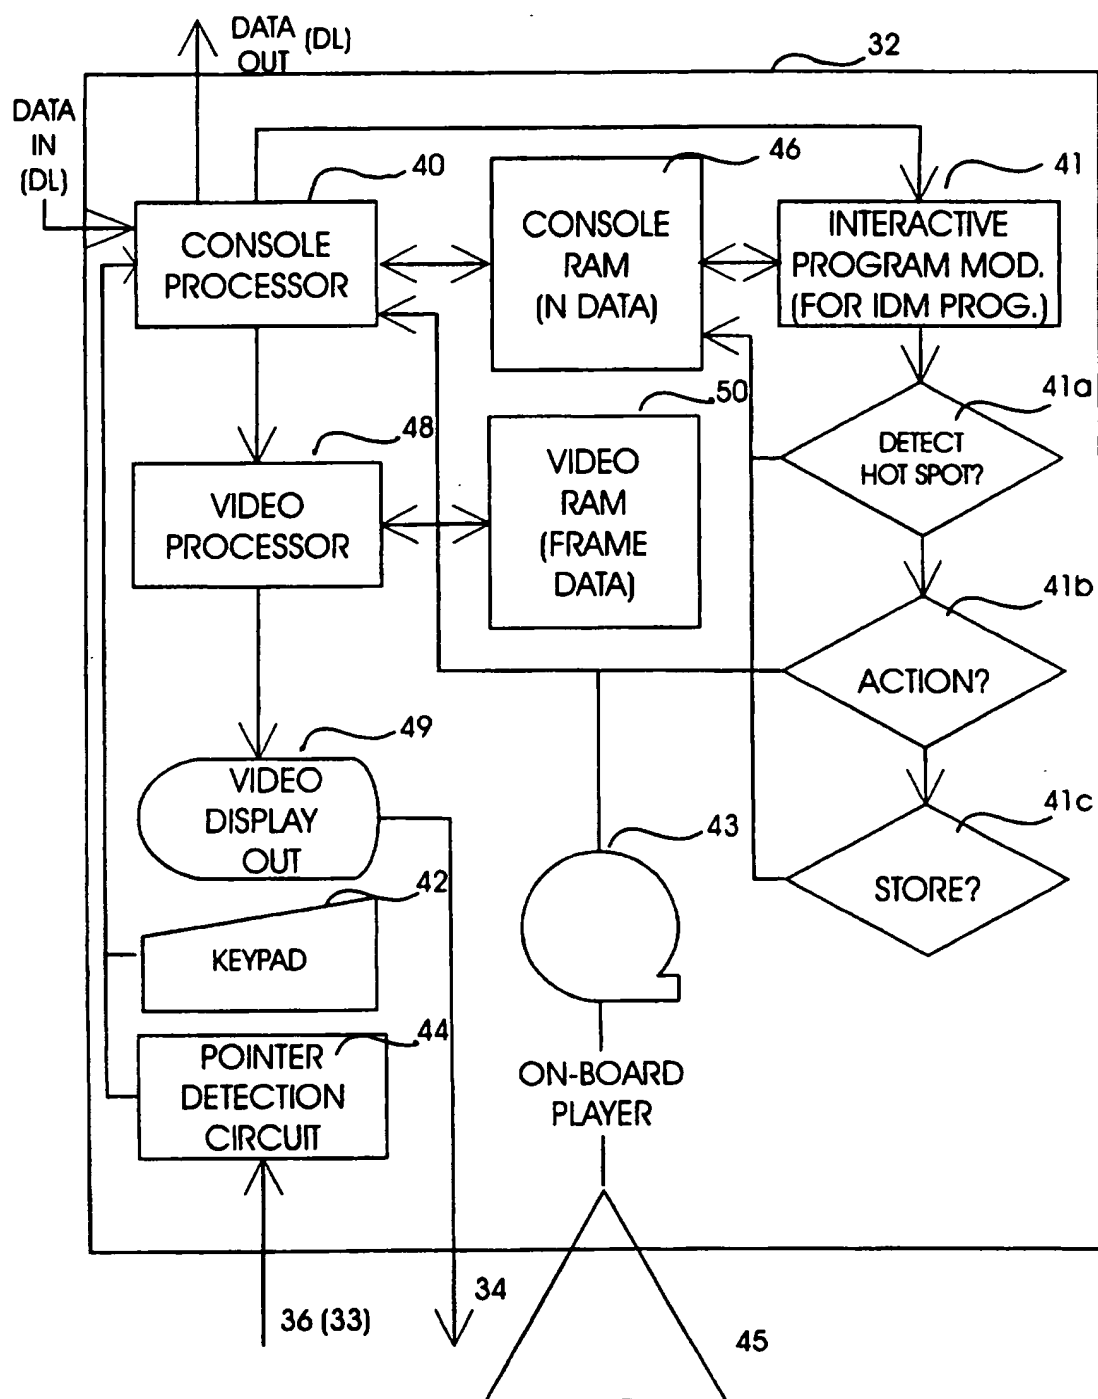 DATA OUT (DL)
32
DATA
IN
(DL)
40
46
41
CONSOLE
PROCESSOR
CONSOLE
RAM
(N DATA)
INTERACTIVE
PROGRAM MOD.
(FOR IDM PROG.)
41a
DETECT
HOT SPOT?
48
50
VIDEO
PROCESSOR
VIDEO
RAM
(FRAME
DATA)
41b
ACTION?
49
VIDEO
DISPLAY
OUT
41c
STORE?
43
42
KEYPAD
44
POINTER
DETECTION
CIRCUIT
ON-BOARD
PLAYER
36 (33)
34
45